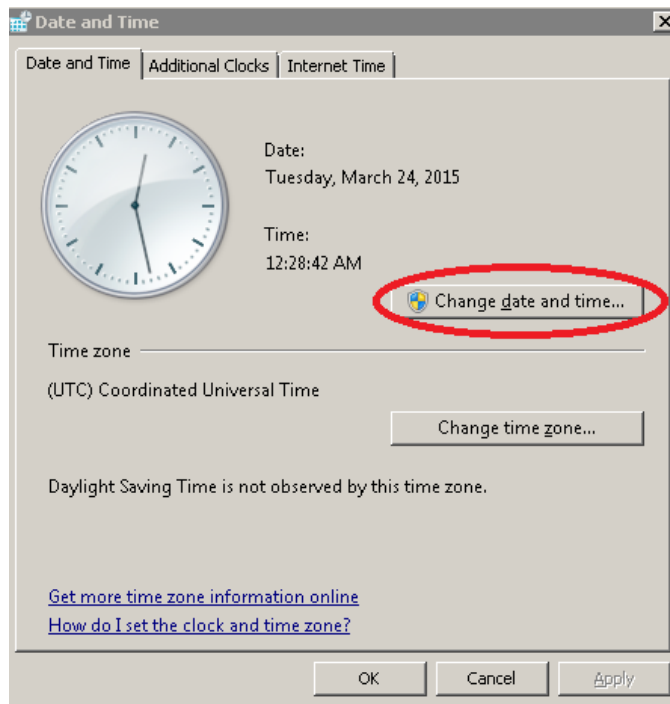 Date and Time
Date and Time Additional Clocks Internet Time
Date:
Tuesday, March 24, 2015
Time:
12:28:42 AM
Change date and time...
Time zone
(UTC) Coordinated Universal Time
Change time zone...
Daylight Saving Time is not observed by this time zone.
Get more time zone information online
How do I set the clock and time zone?
OK Cancel Apply